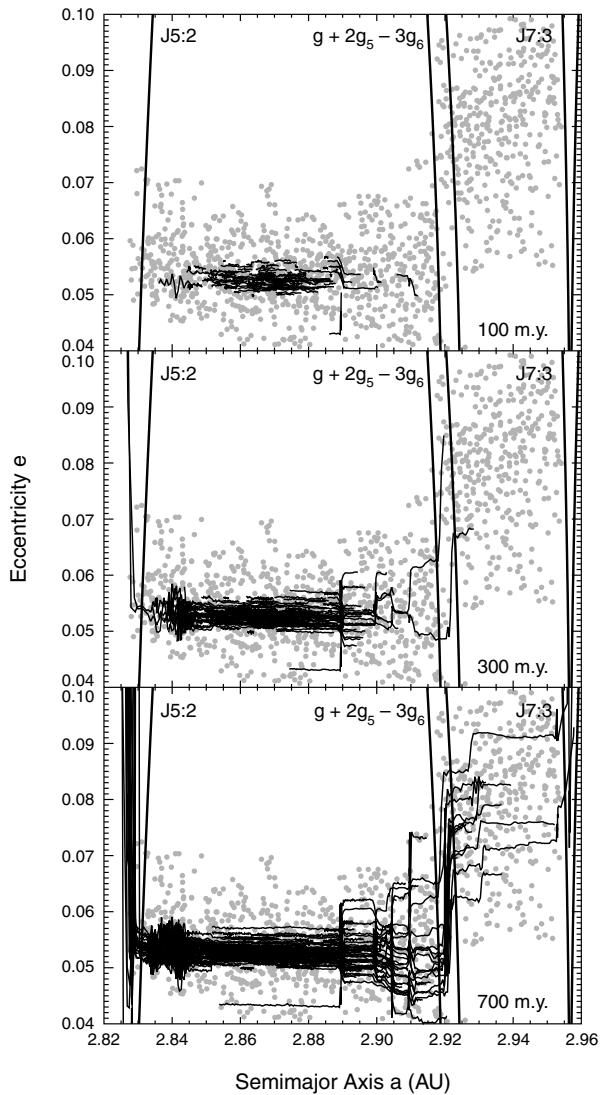 0.10
J5:2 g + 2g5 – 3g6 J7:3
0.09
0.08
0.07
0.06
0.05
100 m.y.
0.04
0.10
J5:2 g + 2g5 – 3g6 J7:3
0.09
0.08
0.07
0.06
0.05
300 m.y.
0.04
0.10
J5:2 g + 2g5 – 3g6 J7:3
0.09
0.08
0.07
0.06
0.05
700 m.y.
0.04
2.82 2.84 2.86 2.88 2.90 2.92 2.94 2.96
Eccentricity e
Semimajor Axis a (AU)